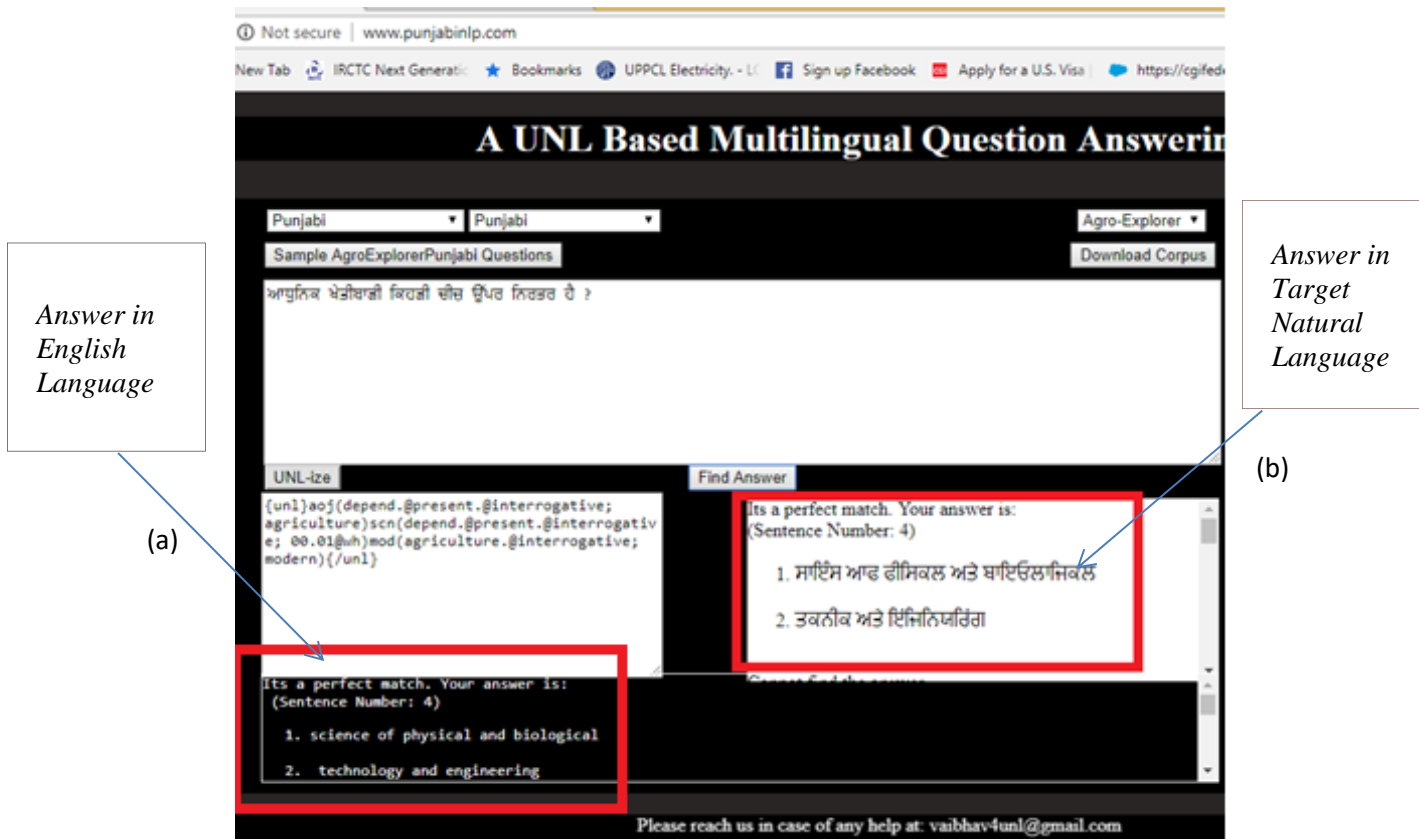 Not secure | www.punjabinlp.com
New Tab IRCTC Next Generatic Bookmarks UPPCL Electricity. - L Sign up Facebook Apply for a U.S. Visa | https://cgifed
A UNL Based Multilingual Question Answerin
Punjabi Punjabi Agro-Explorer
Sample AgroExplorerPunjabi Questions Download Corpus
ਆਧੁਨਿਕ ਖੇਤੀਬਾੜੀ ਕਿਹੜੀ ਚੀਜ਼ ਉੱਪਰ ਨਿਰਭਰ ਹੈ ?
Answer in
English
Language
Answer in
Target
Natural
Language
UNL-ize Find Answer
(a)
(b)
{unl}aoj(depend.@present.@interrogative;
agriculture)scn(depend.@present.@interrogativ
e; 00.01@wh)mod(agriculture.@interrogative;
modern){/unl}
Its a perfect match. Your answer is:
(Sentence Number: 4)
1. ਸਾਇੰਸ ਆਫ ਫੀਸਿਕਲ ਅਤੇ ਬਾਇਓਲਾਜਿਕਲ
2. ਤਕਨੀਕ ਅਤੇ ਇੰਜਿਨਿਯਰਿੰਗ
Cannot find the answer
Its a perfect match. Your answer is:
(Sentence Number: 4)
1. science of physical and biological
2. technology and engineering
Please reach us in case of any help at: vaibhav4unl@gmail.com